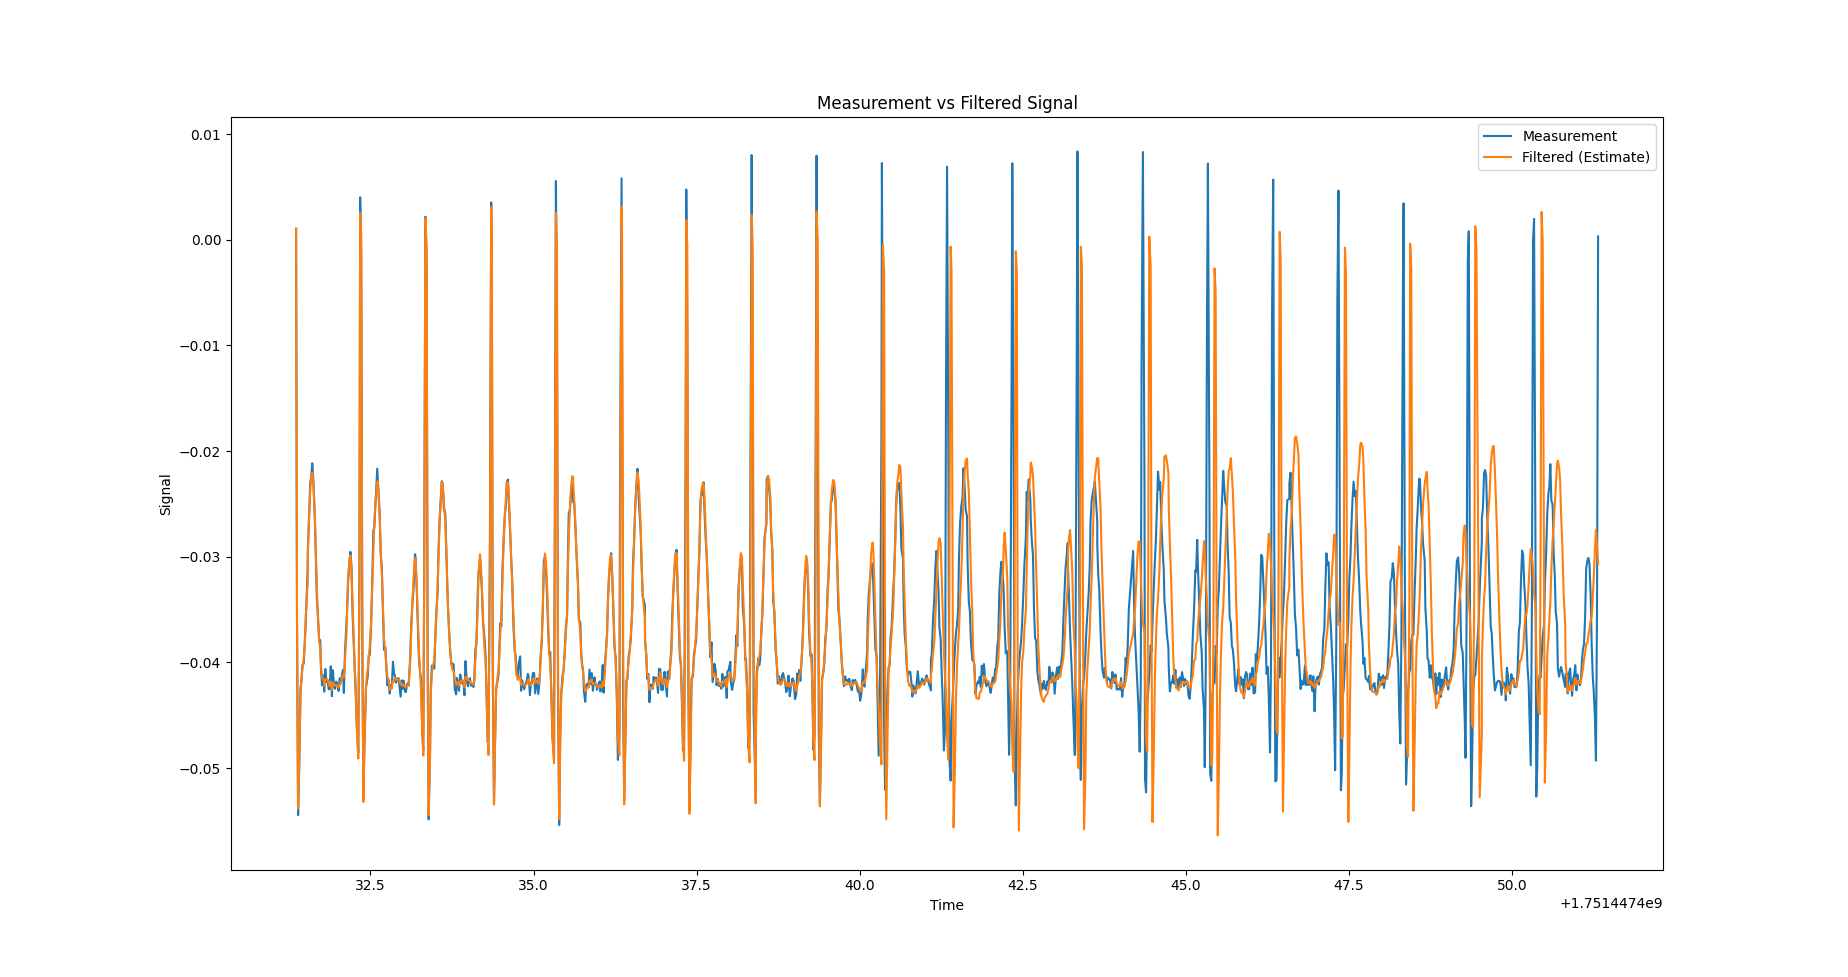 Measurement vs Filtered Signal
Measurement
Filtered (Estimate)
0.01
0.00
−0.01
−0.02
−0.03
−0.04
−0.05
Signal
32.5 35.0 37.5 40.0 42.5 45.0 47.5 50.0
Time
+1.7514474e9